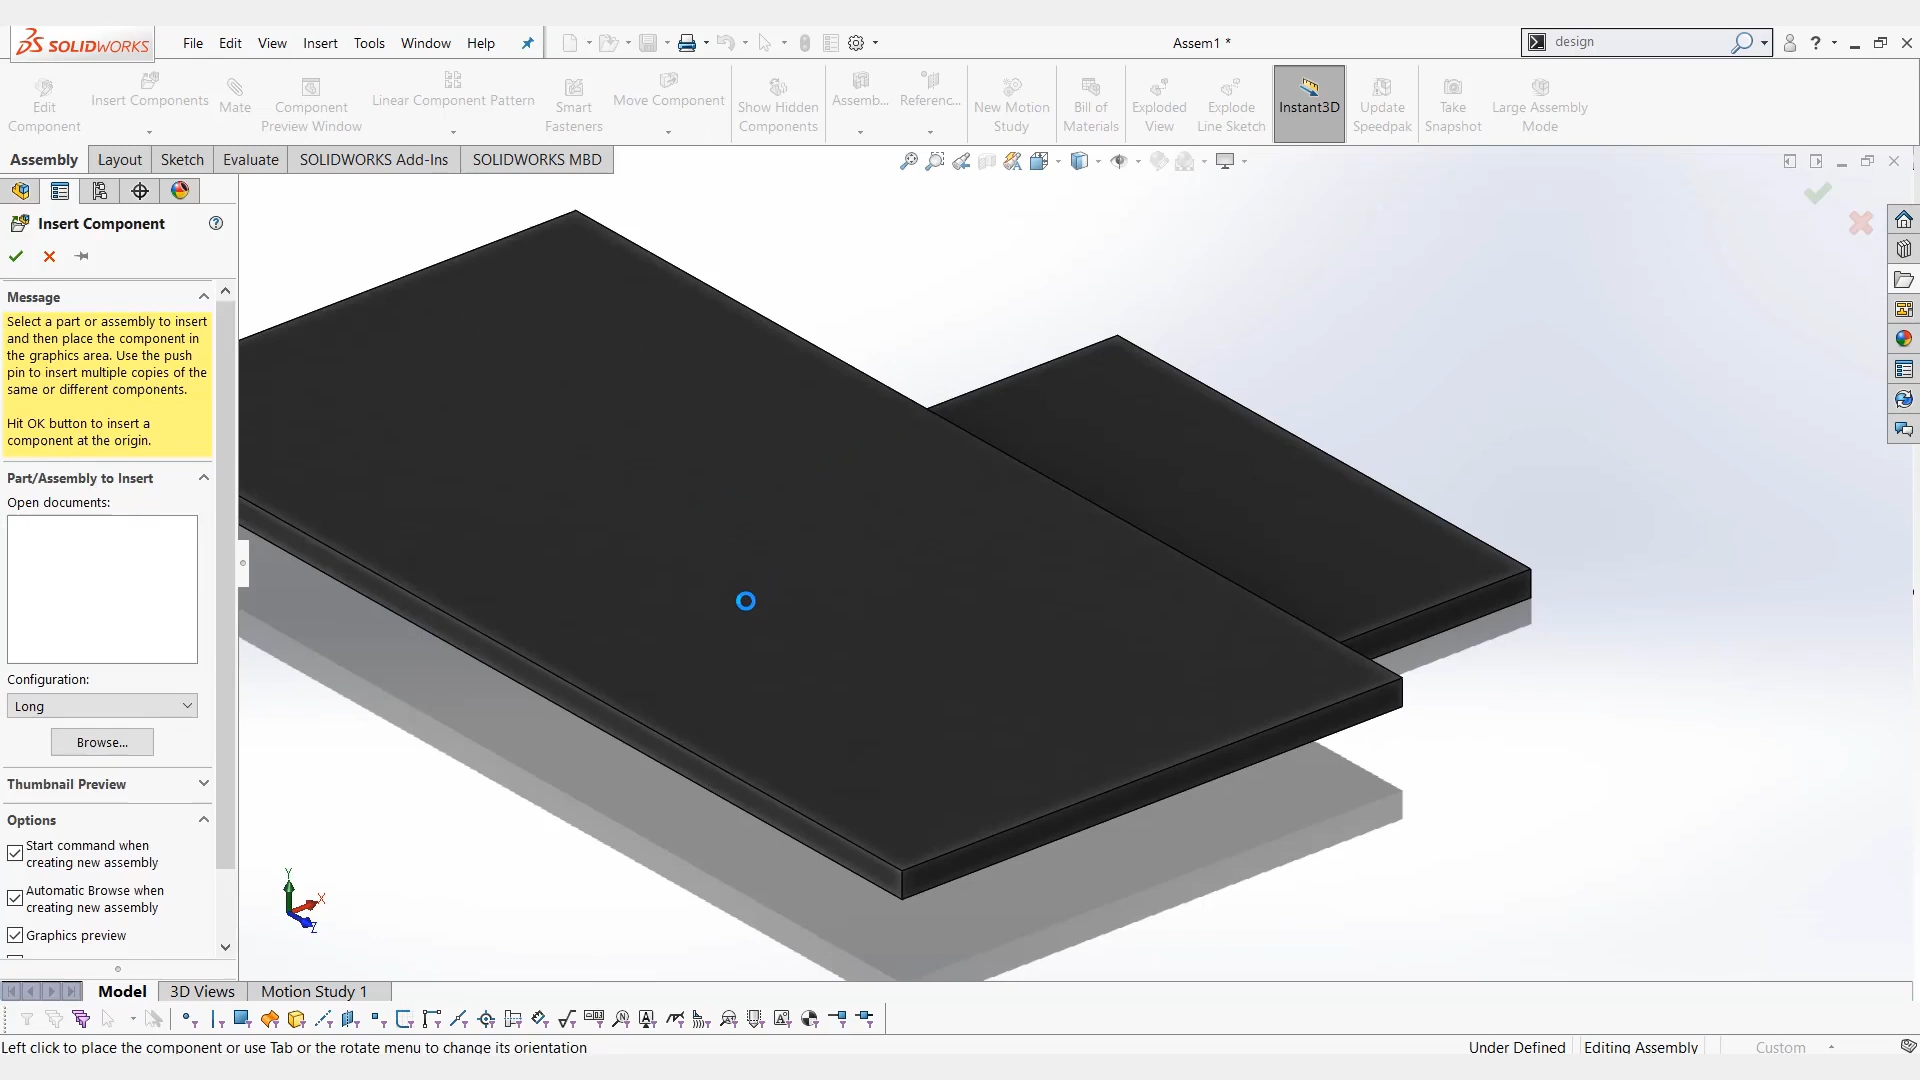 SOLIDWORKS
File Edit View Insert Tools Window Help
Assem1 *
design
Edit
Component
Insert Components
Mate
Component
Preview Window
Linear Component Pattern
Smart
Fasteners
Move Component
Show Hidden
Components
Assemb...
Referenc...
New Motion
Study
Bill of
Materials
Exploded
View
Explode
Line Sketch
Instant3D
Update
Speedpak
Take
Snapshot
Large Assembly
Mode
Assembly Layout Sketch Evaluate SOLIDWORKS Add-Ins SOLIDWORKS MBD
Insert Component
Message
Select a part or assembly to insert
and then place the component in
the graphics area. Use the push
pin to insert multiple copies of the
same or different components.
Hit OK button to insert a
component at the origin.
Part/Assembly to Insert
Open documents:
Configuration:
Long
Browse...
Thumbnail Preview
Options
Start command when
creating new assembly
Automatic Browse when
creating new assembly
Graphics preview
Y
X
Z
Model 3D Views Motion Study 1
Left click to place the component or use Tab or the rotate menu to change its orientation
Under Defined Editing Assembly Custom